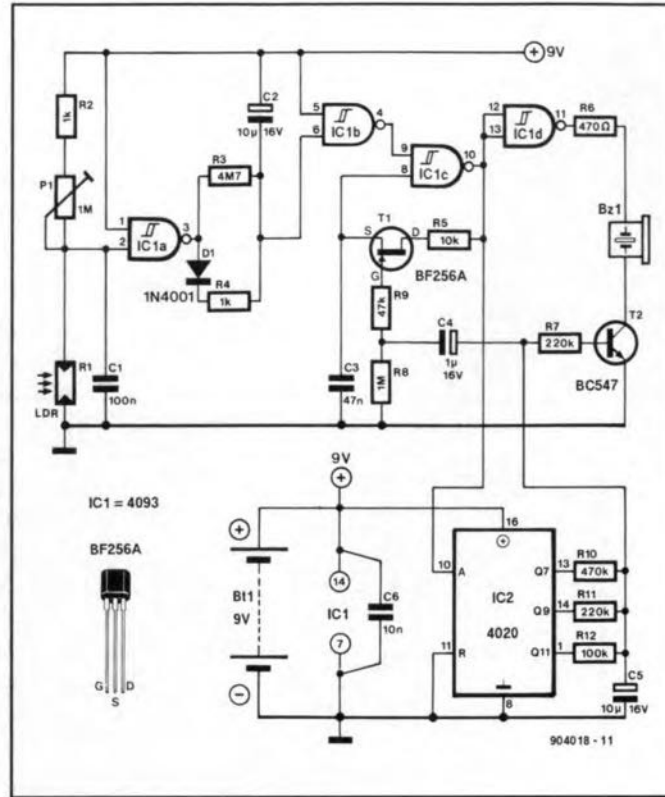 9V
R2
1k
C2
10µ 16V
5
6
IC1b
4
9
8
IC1c
10
12
13
IC1d
11
R6
470Ω
P1
1M
R3
4M7
1
2
IC1a
3
D1
1N4001
R4
1k
T1
S
D
G
BF256A
R5
10k
Bz1
R9
47k
C4
1µ
16V
R7
220k
T2
BC547
R1
LDR
C1
100n
C3
47n
R8
1M
IC1 = 4093
BF256A
G
S
D
9V
Bt1
9V
14
IC1
7
C6
10n
16
10
A
11
R
IC2
4020
8
Q7
13
R10
470k
Q9
14
R11
220k
Q11
1
R12
100k
C5
10µ
16V
904018 - 11